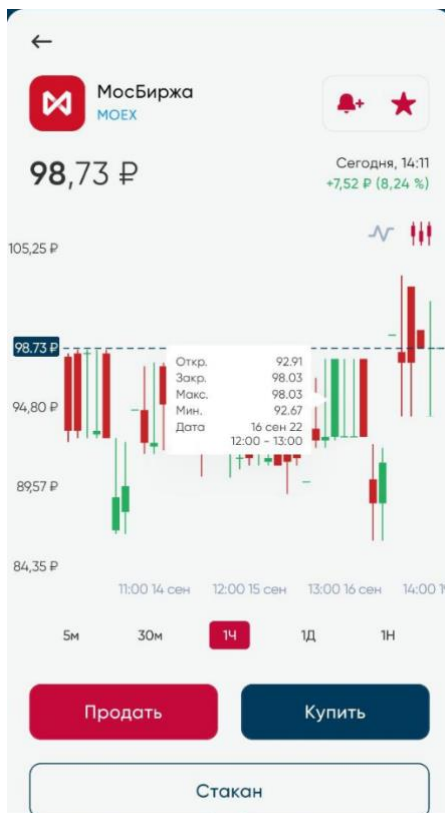 МосБиржа
MOEX
98,73 ₽
Сегодня, 14:11
+7,52 ₽ (8,24 %)
105,25 ₽
98.73 ₽
94,80 ₽
89,57 ₽
84,35 ₽
Откр. 92.91
Закр. 98.03
Макс. 98.03
Мин. 92.67
Дата 16 сен 22
12:00 - 13:00
11:00 14 сен 12:00 15 сен 13:00 16 сен 14:00 1
5м 30м 1Ч 1Д 1Н
Продать Купить
Стакан